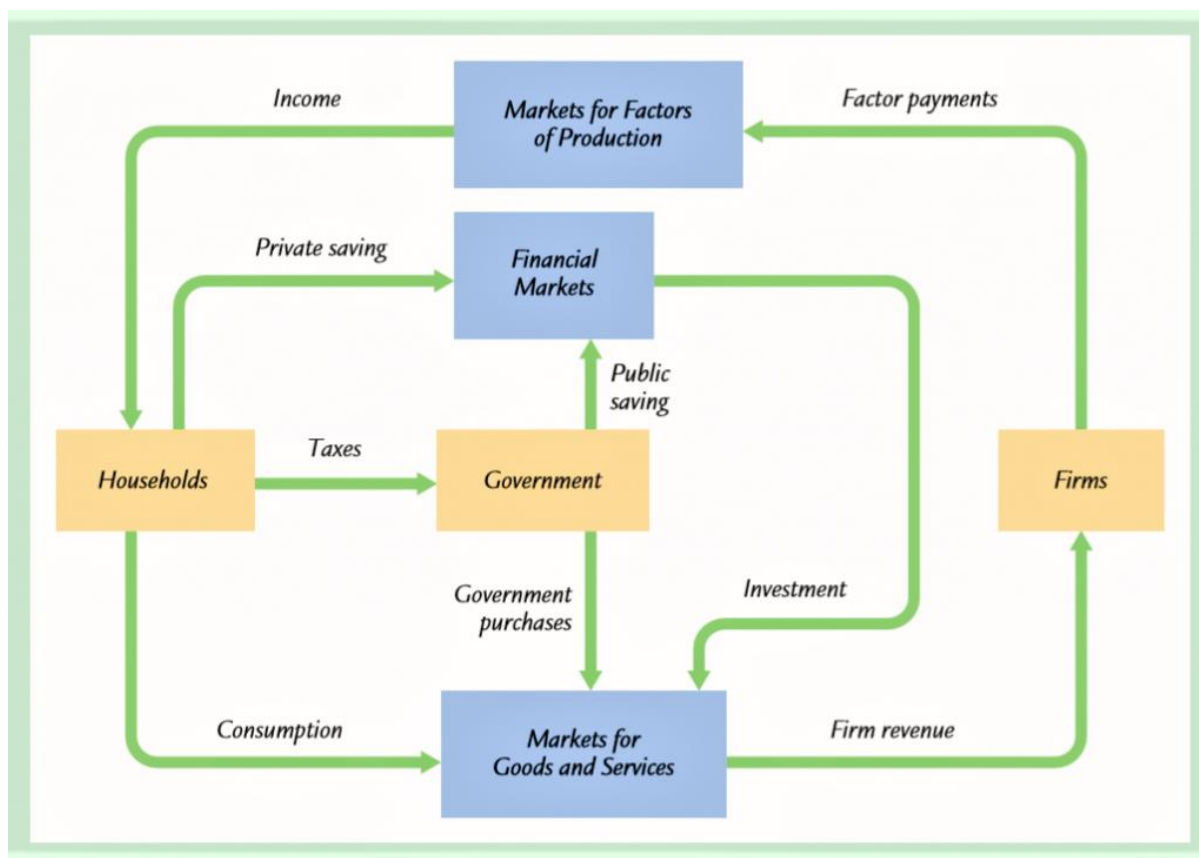 Income
Markets for Factors
of Production
Factor payments
Private saving
Financial
Markets
Public
saving
Households
Taxes
Government
Firms
Government
purchases
Investment
Consumption
Markets for
Goods and Services
Firm revenue